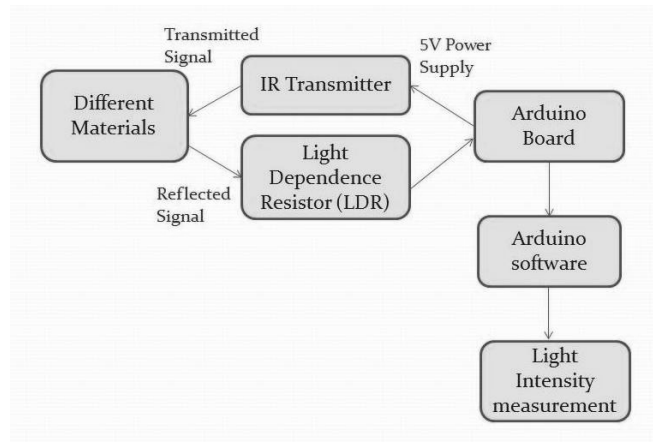 Transmitted
Signal
5V Power
Supply
IR Transmitter
Different
Materials
Arduino
Board
Light
Dependence
Resistor (LDR)
Reflected
Signal
Arduino
software
Light
Intensity
measurement